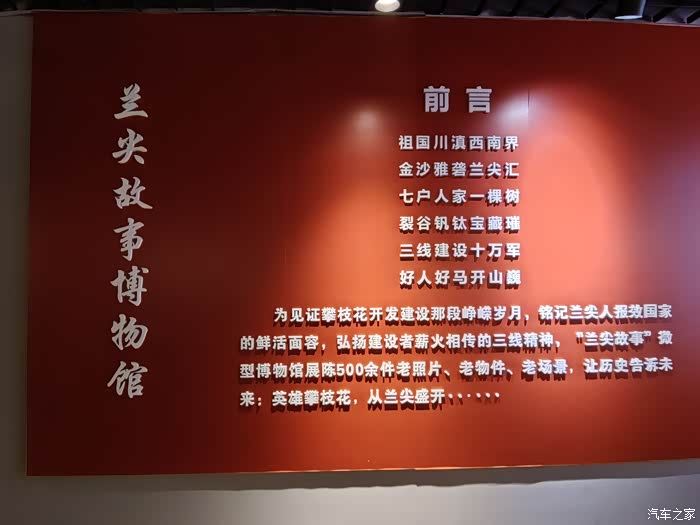 兰尖故事博物馆
前言
祖国川滇西南界
金沙雅砻兰尖汇
七户人家一棵树
裂谷钒钛宝藏璀
三线建设十万军
好人好马开山巍
为见证攀枝花开发建设那段峥嵘岁月，铭记兰尖人报效国家
的鲜活面容，弘扬建设者薪火相传的三线精神，“兰尖故事”微
型博物馆展陈500余件老照片、老物件、老场景，让历史告诉未
来：英雄攀枝花，从兰尖盛开······
汽车之家